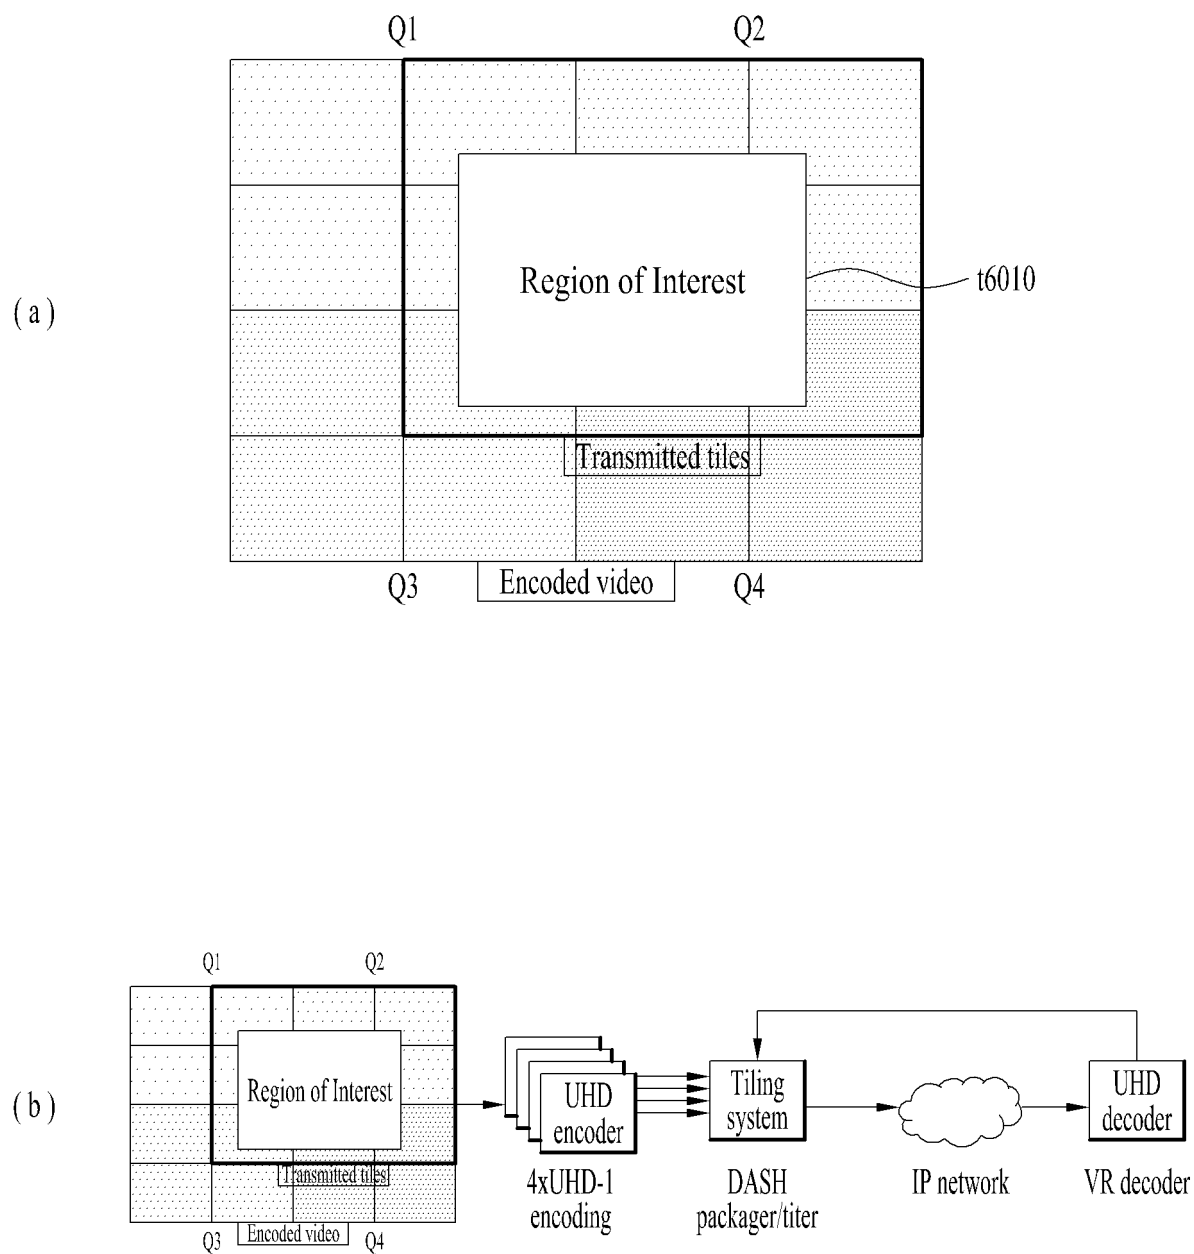 Q1
Q2
Region of Interest
t6010
( a )
Transmitted tiles
Q3
Encoded video
Q4
Q1
Q2
Region of Interest
( b )
Transmitted tiles
Q3
Encoded video
Q4
UHD
encoder
Tiling
system
UHD
decoder
4xUHD-1
encoding
DASH
packager/titer
IP network
VR decoder